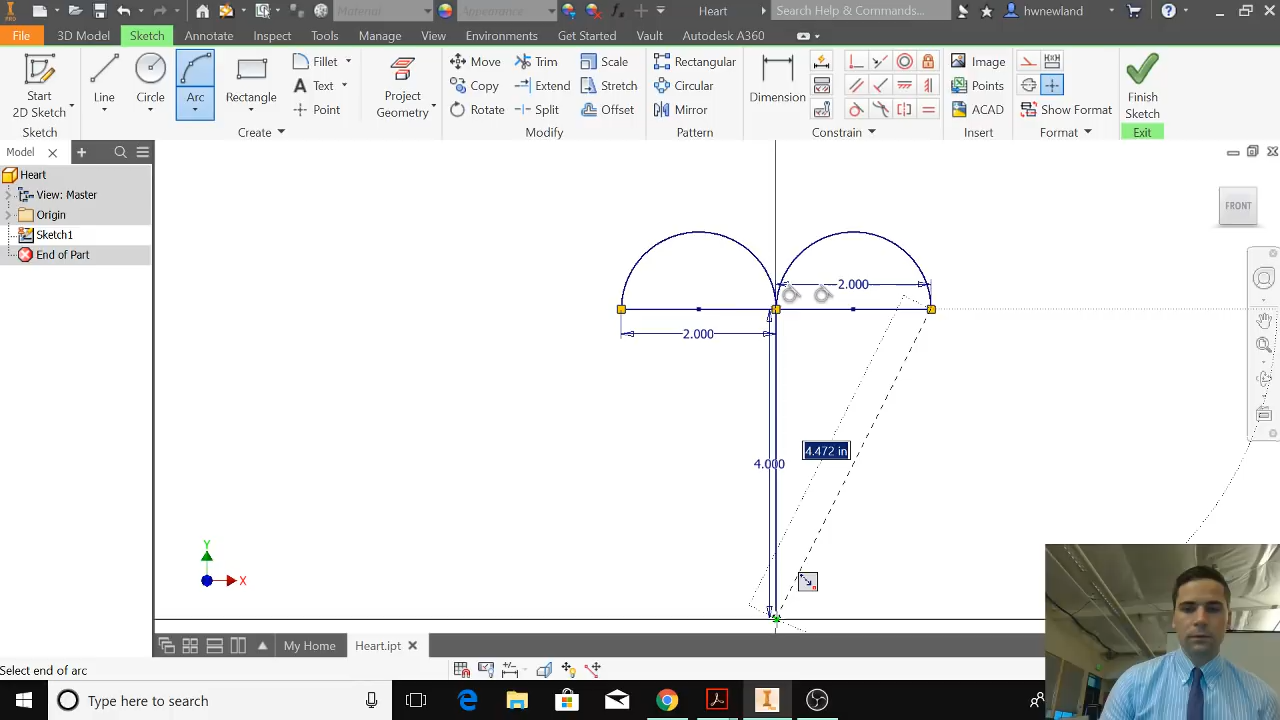 Material
Appearance
Heart
Search Help & Commands...
hwnewland
PRO
File
3D Model
Sketch
Annotate
Inspect
Tools
Manage
View
Environments
Get Started
Vault
Autodesk A360
Start
2D Sketch
Line
Circle
Arc
Rectangle
Fillet
Text
Point
Project
Geometry
Move
Copy
Rotate
Trim
Extend
Split
Scale
Stretch
Offset
Rectangular
Circular
Mirror
Dimension
Image
Points
ACAD
Show Format
Finish
Sketch
Sketch
Create
Modify
Pattern
Constrain
Insert
Format
Exit
Model
Heart
View: Master
Origin
Sketch1
End of Part
FRONT
2.000
2.000
4.472 in
4.000
Y
X
My Home
Heart.ipt
Select end of arc
Type here to search